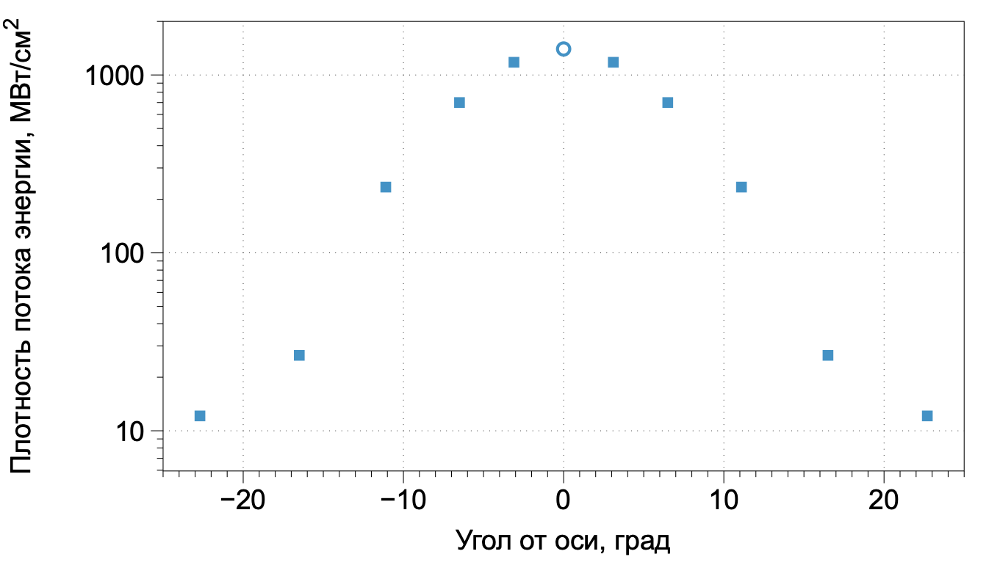 Плотность потока энергии, МВт/см²
1000
100
10
−20 −10 0 10 20
Угол от оси, град